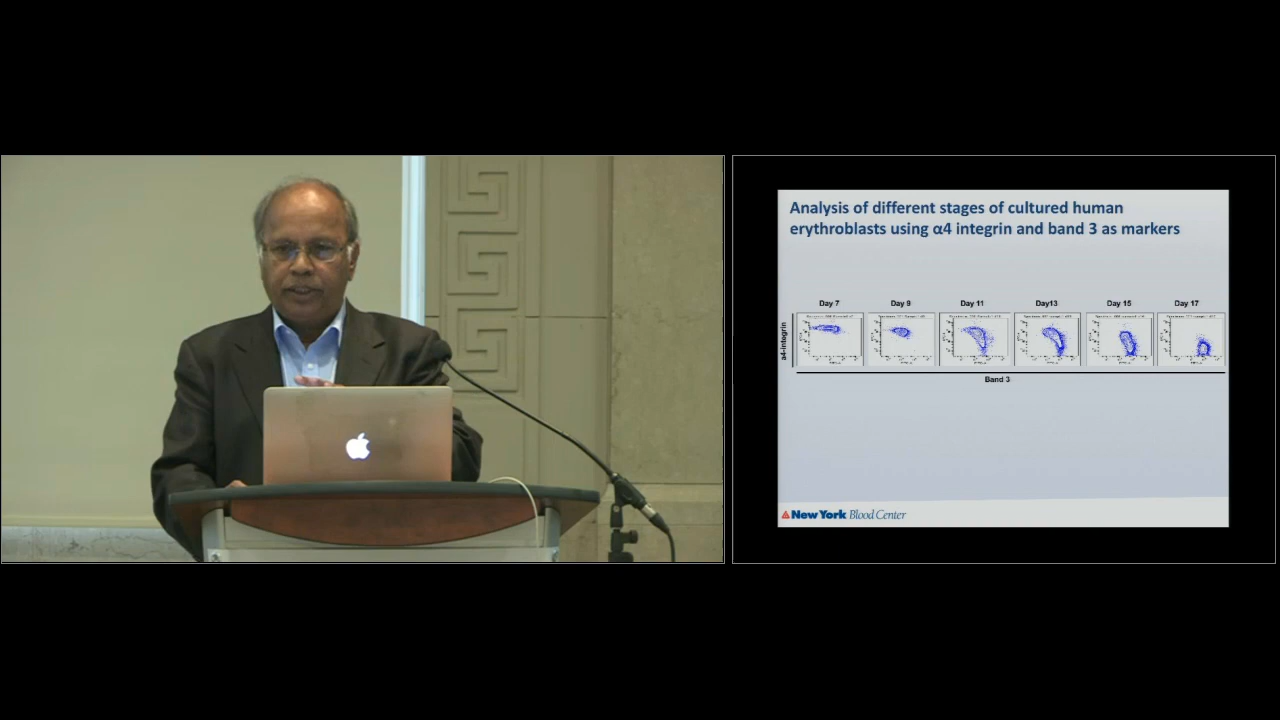 Analysis of different stages of cultured human
erythroblasts using α4 integrin and band 3 as markers
Day 7 Day 9 Day 11 Day13 Day 15 Day 17
a4-integrin
Band 3
New York Blood Center